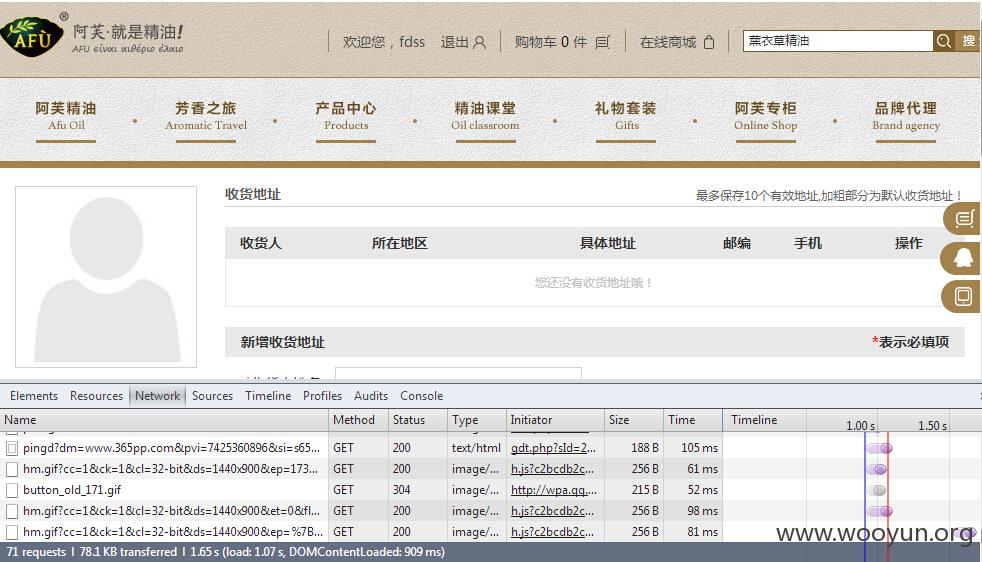 AFÙ ® 阿芙·就是精油!
AFU είναι αιθέριο έλαιο
欢迎您，fdss 退出 购物车 0 件 在线商城 薰衣草精油 搜
阿芙精油 芳香之旅 产品中心 精油课堂 礼物套装 阿芙专柜 品牌代理
Afu Oil Aromatic Travel Products Oil classroom Gifts Online Shop Brand agency
收货地址 最多保存10个有效地址,加粗部分为默认收货地址！
收货人 所在地区 具体地址 邮编 手机 操作
您还没有收货地址哦！
新增收货地址 *表示必填项
Elements Resources Network Sources Timeline Profiles Audits Console
Name Method Status Type Initiator Size Time Timeline 1.00 s 1.50 s
pingd?dm=www.365pp.com&pvi=7425360896&si=s65... GET 200 text/html gdt.php?sId=2... 188 B 105 ms
hm.gif?cc=1&ck=1&cl=32-bit&ds=1440x900&ep=173... GET 200 image/... h.js?c2bcdb2c... 256 B 61 ms
button_old_171.gif GET 304 image/... http://wpa.qq.... 215 B 52 ms
hm.gif?cc=1&ck=1&cl=32-bit&ds=1440x900&et=0&fl... GET 200 image/... h.js?c2bcdb2c... 256 B 98 ms
hm.gif?cc=1&ck=1&cl=32-bit&ds=1440x900&ep=%7B... GET 200 image/... h.js?c2bcdb2c... 256 B 81 ms
www.wooyun.org
71 requests | 78.1 KB transferred | 1.65 s (load: 1.07 s, DOMContentLoaded: 909 ms)